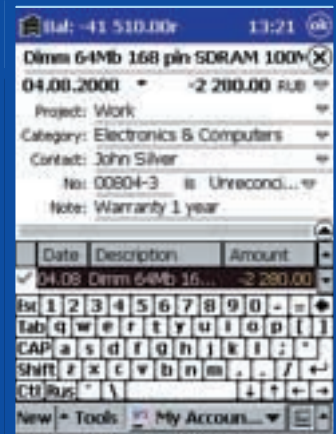 Bal: -41 510.00r 13:21 ok
Dimm 64Mb 168 pin SDRAM 100M
04.08.2000 -2 280.00 RUB
Project: Work
Category: Electronics & Computers
Contact: John Silver
No: 00804-3 is Unreconci...
Note: Warranty 1 year
Date Description Amount
04.08 Dimm 64Mb 16... -2 280.00
Esc 1 2 3 4 5 6 7 8 9 0 - =
Tab q w e r t y u i o p [ ]
CAP a s d f g h j k l ; '
Shift z x c v b n m , . /
Ctl Rus ` \
New Tools My Accoun...